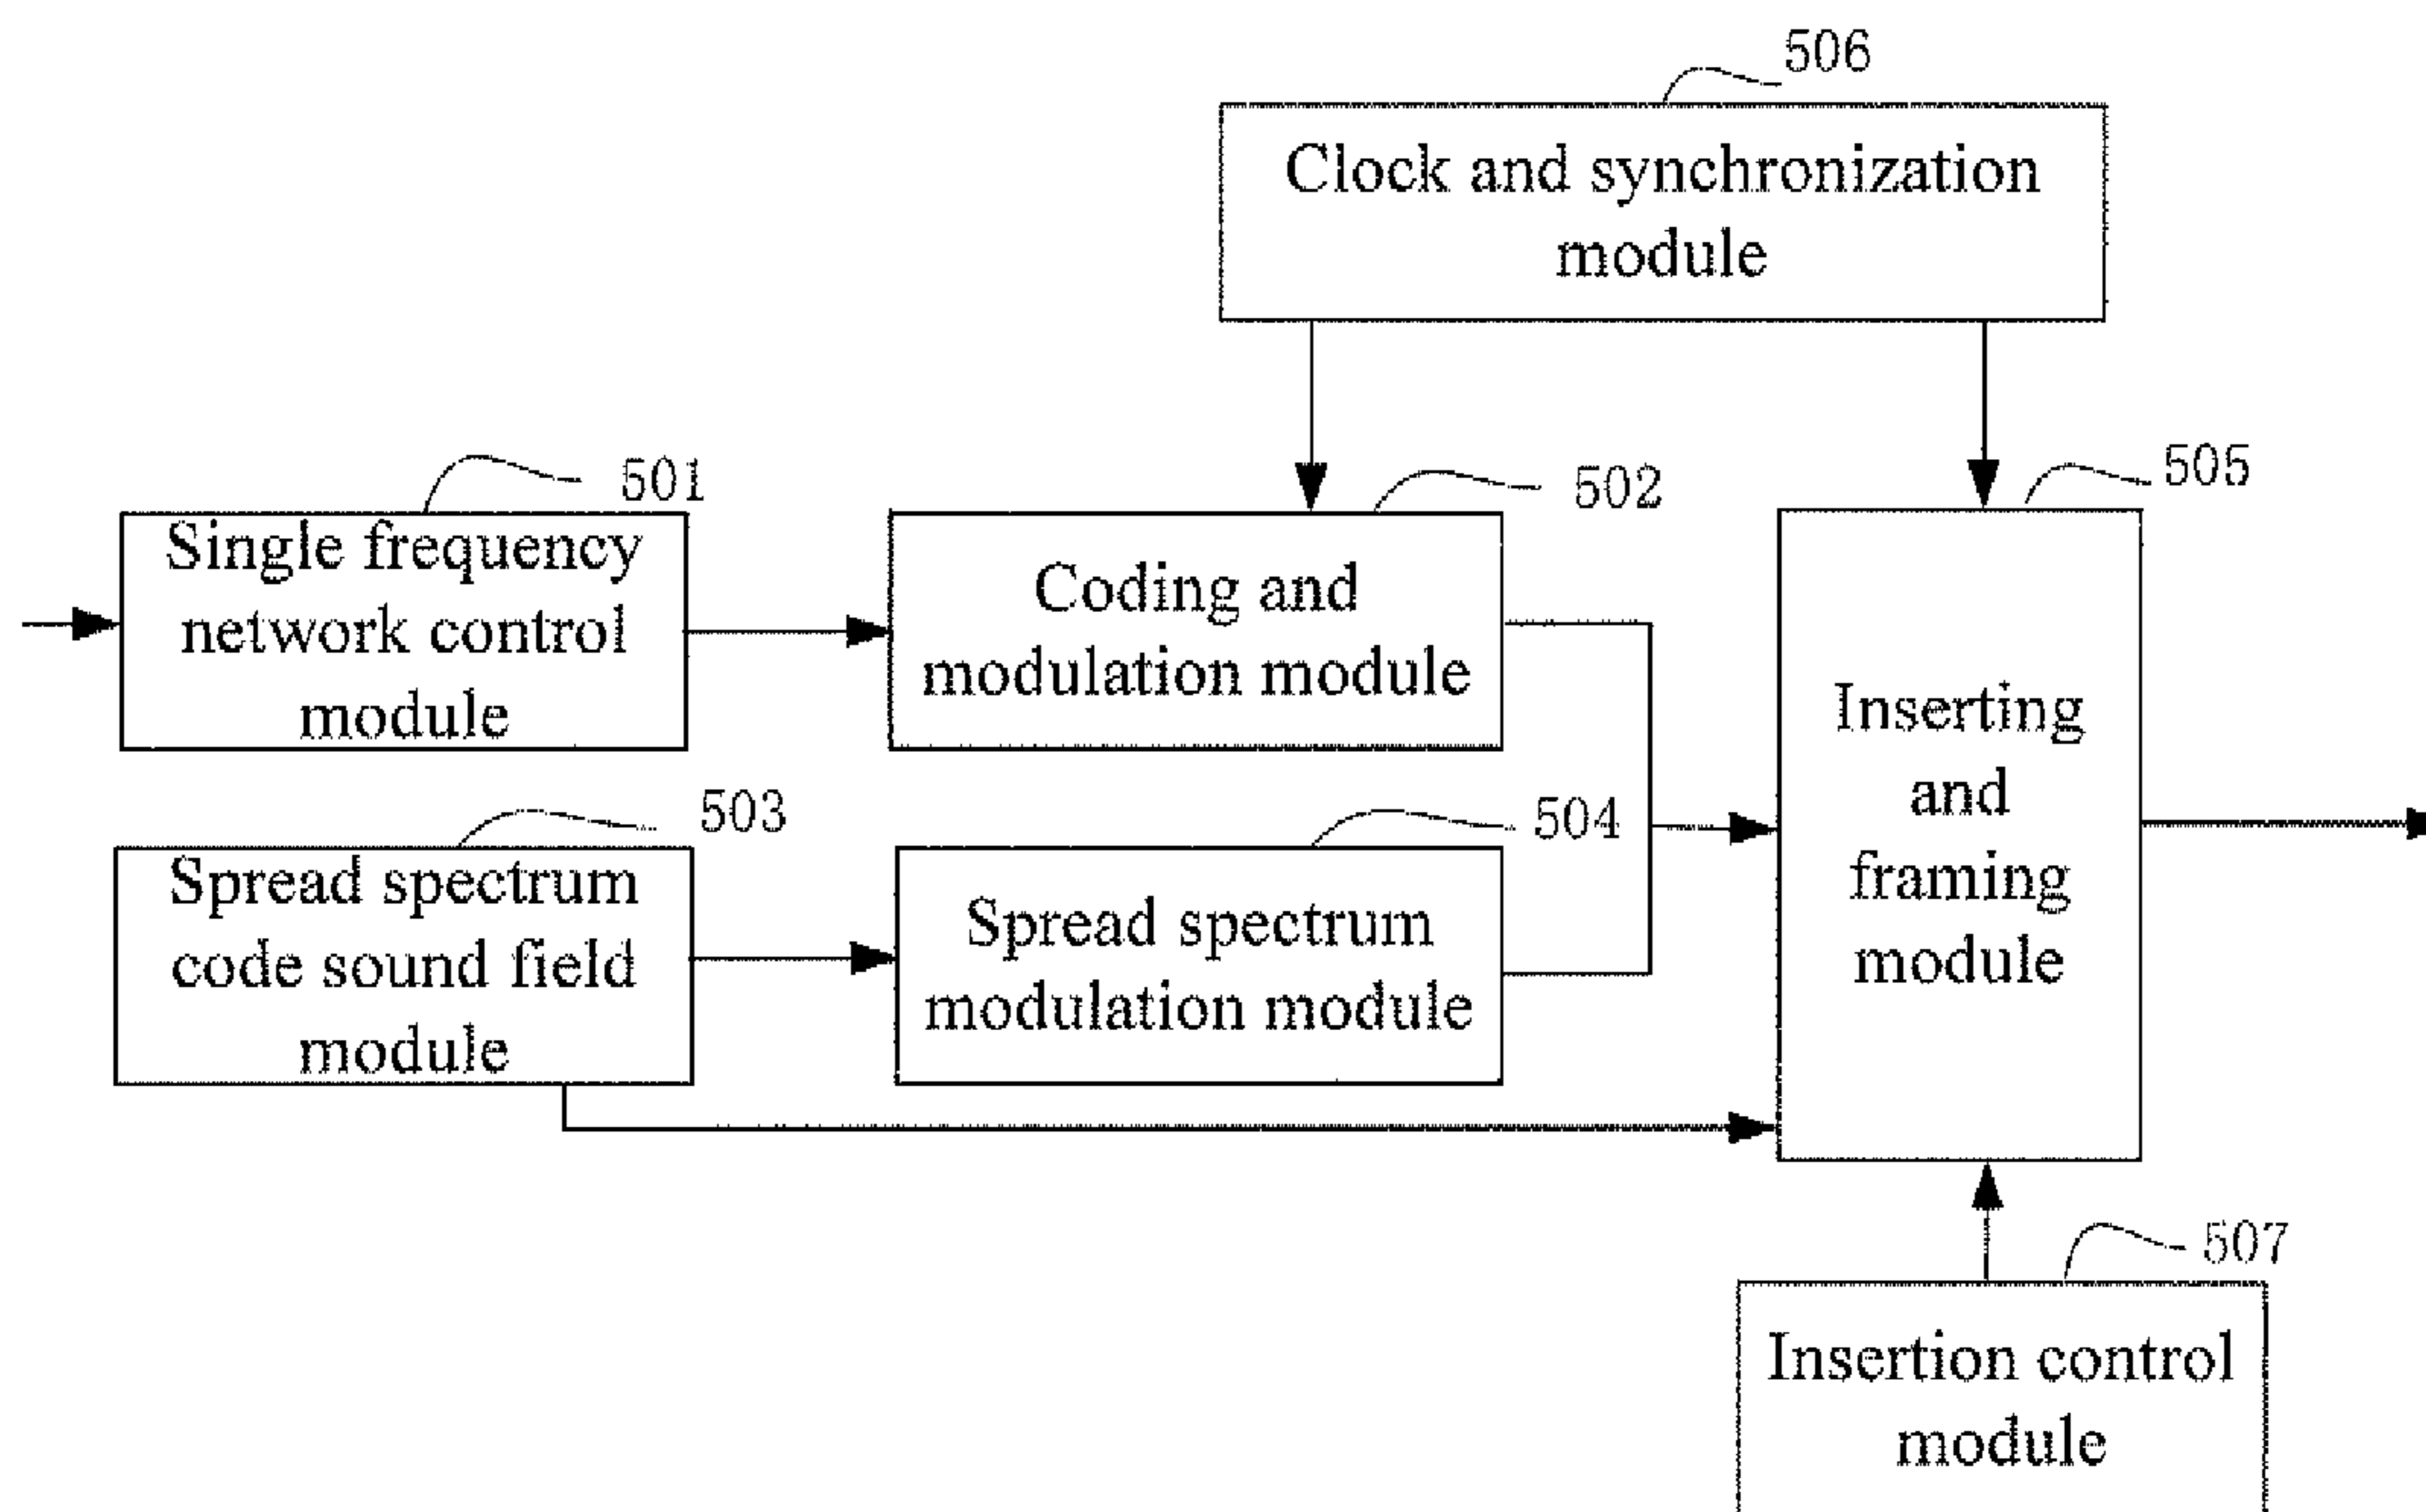 506
Clock and synchronization
module
501
Single frequency
network control
module
502
Coding and
modulation module
505
Inserting
and
framing
module
503
Spread spectrum
code sound field
module
504
Spread spectrum
modulation module
507
Insertion control
module